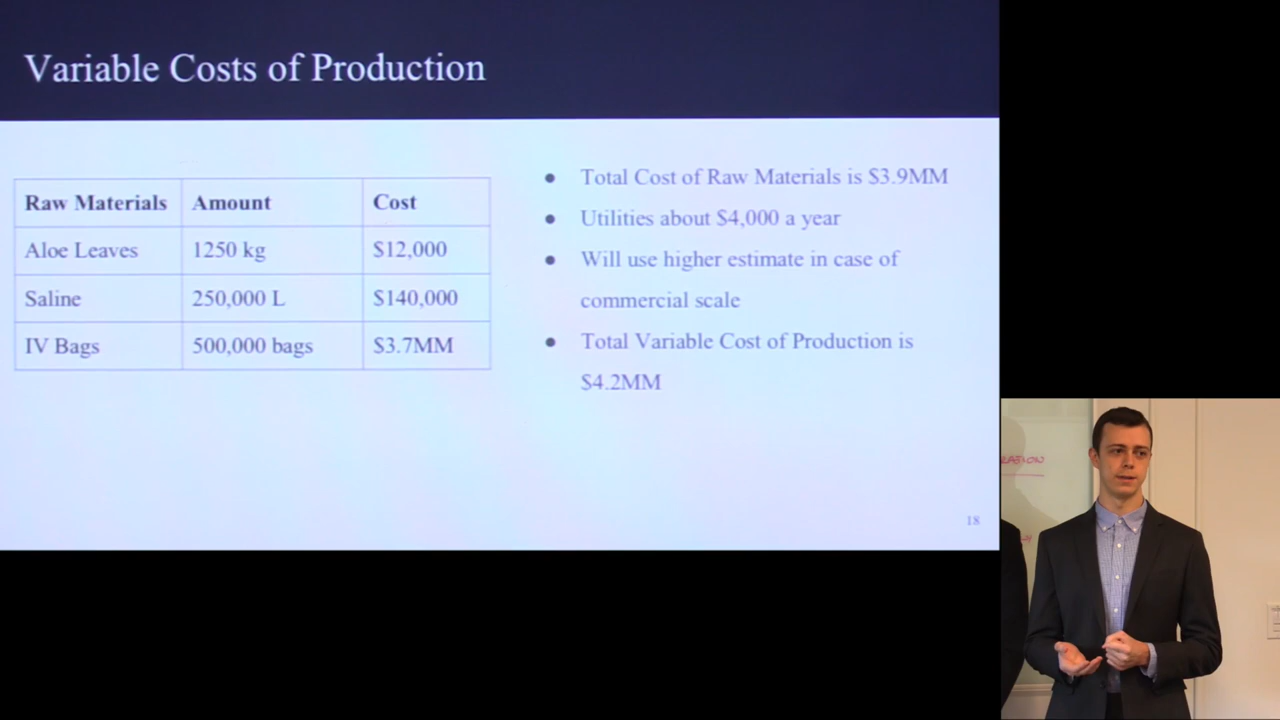 Variable Costs of Production
Raw Materials Amount Cost
Aloe Leaves 1250 kg $12,000
Saline 250,000 L $140,000
IV Bags 500,000 bags $3.7MM
● Total Cost of Raw Materials is $3.9MM
● Utilities about $4,000 a year
● Will use higher estimate in case of
commercial scale
● Total Variable Cost of Production is
$4.2MM
18